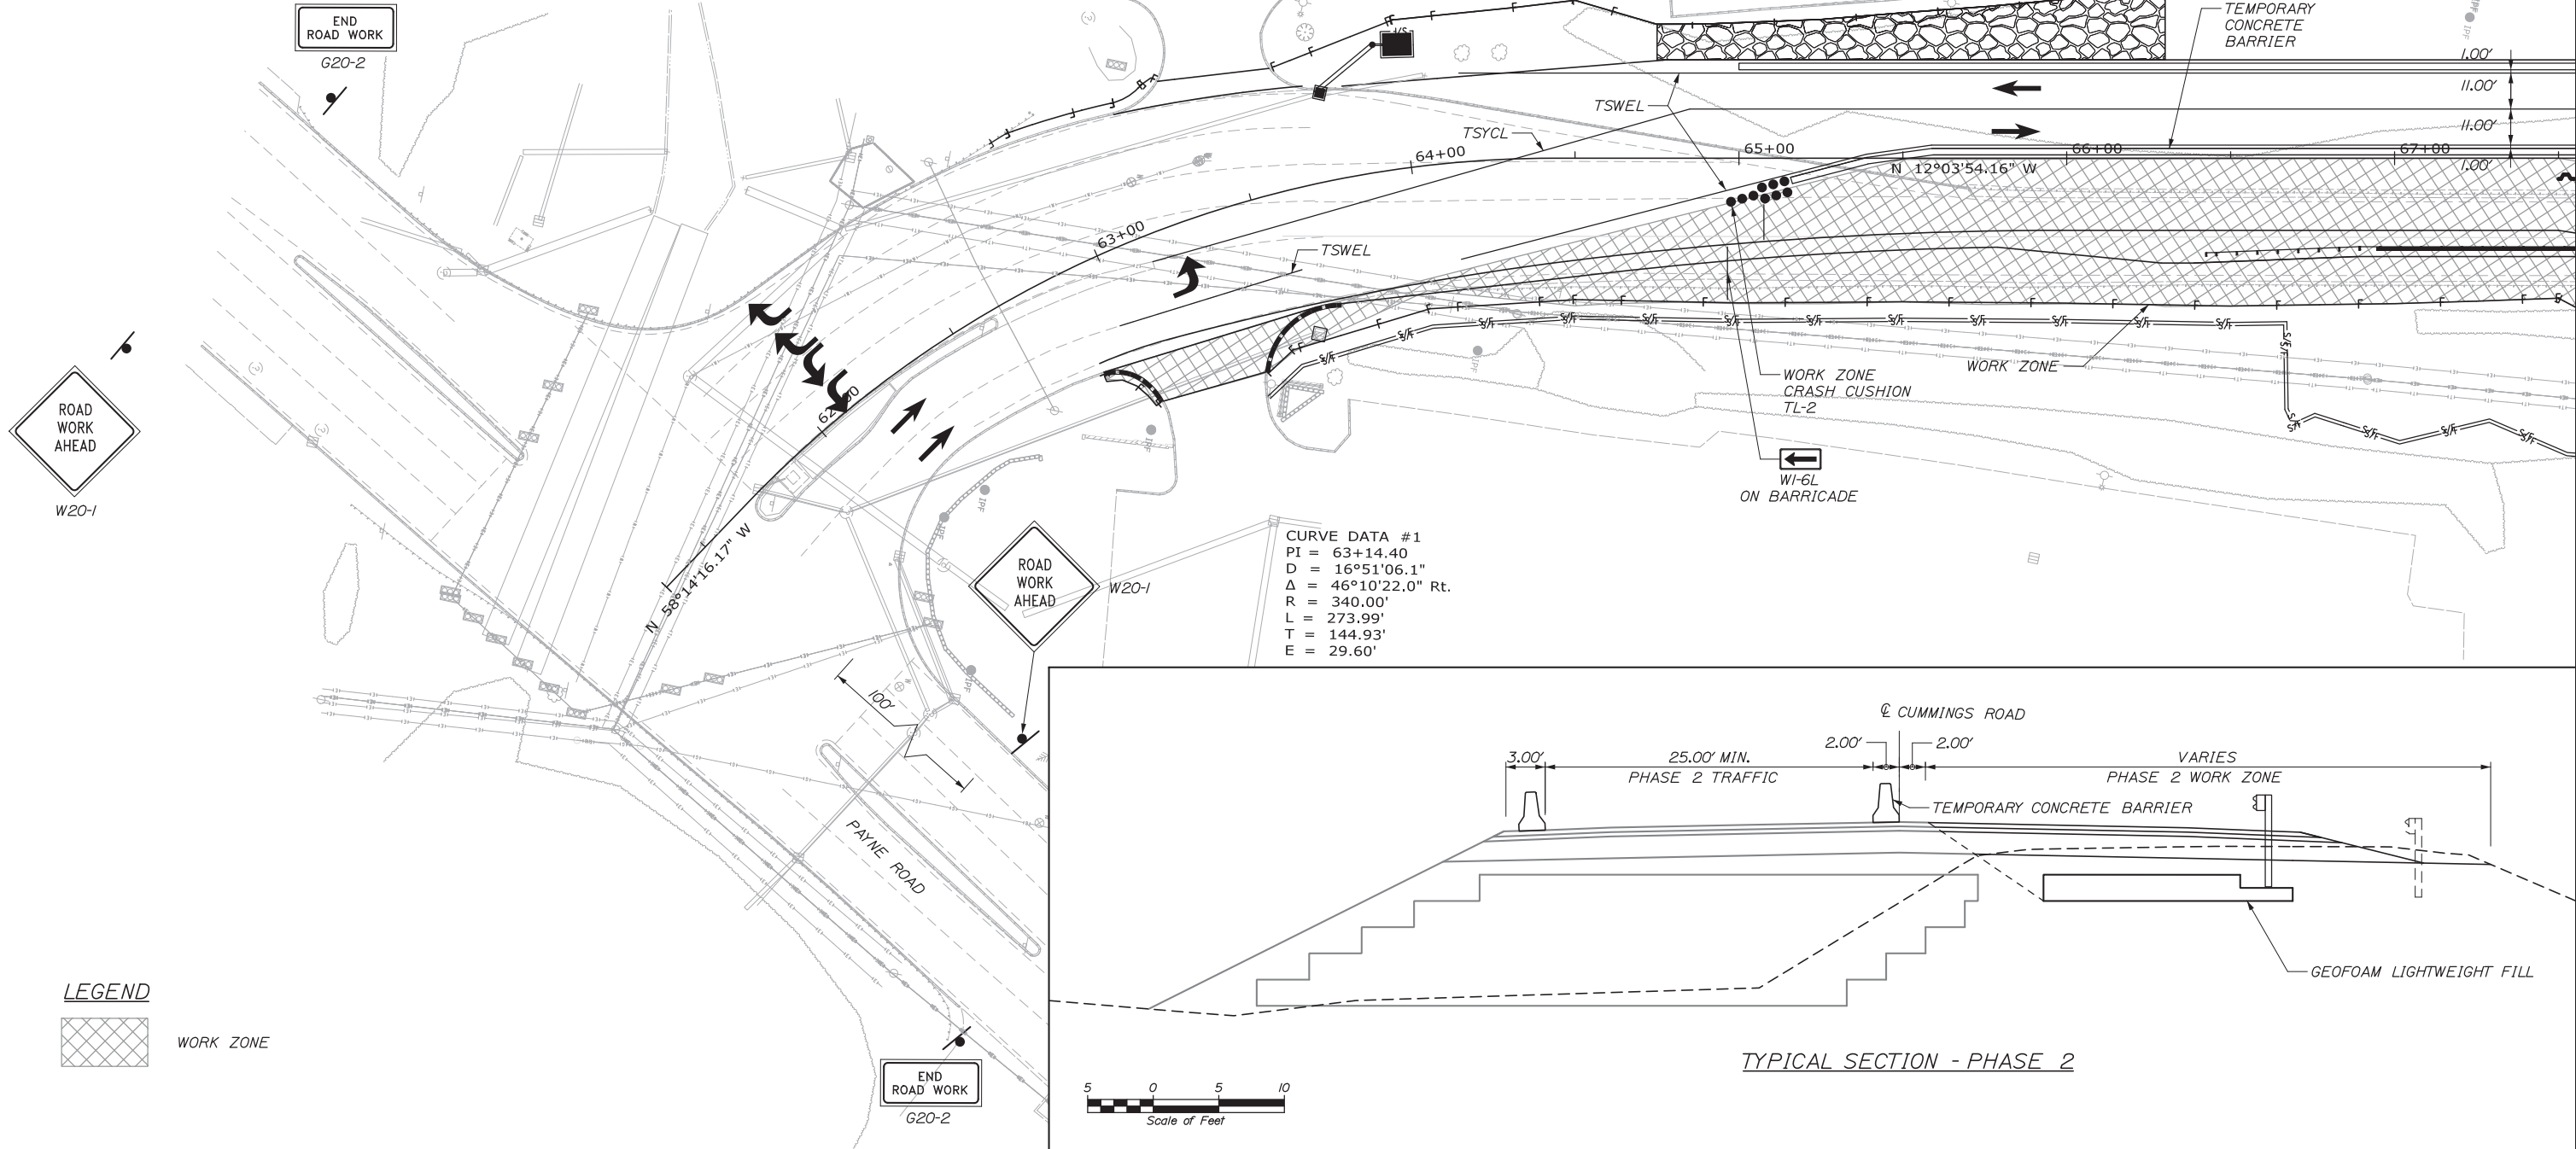 END
ROAD WORK
G20-2
TEMPORARY
CONCRETE
BARRIER
1.00'
11.00'
11.00'
1.00'
TSWEL
TSYCL
64+00
65+00
66+00
67+00
N 12°03'54.16" W
63+00
TSWEL
62+00
ROAD
WORK
AHEAD
W20-1
WORK ZONE
CRASH CUSHION
TL-2
WORK ZONE
W1-6L
ON BARRICADE
N 58°14'16.17" W
ROAD
WORK
AHEAD
W20-1
CURVE DATA #1
PI = 63+14.40
D = 16°51'06.1"
Δ = 46°10'22.0" Rt.
R = 340.00'
L = 273.99'
T = 144.93'
E = 29.60'
100'
PAYNE ROAD
℄ CUMMINGS ROAD
3.00'
25.00' MIN.
PHASE 2 TRAFFIC
2.00'
2.00'
VARIES
PHASE 2 WORK ZONE
TEMPORARY CONCRETE BARRIER
GEOFOAM LIGHTWEIGHT FILL
TYPICAL SECTION - PHASE 2
5 0 5 10
Scale of Feet
LEGEND
WORK ZONE
END
ROAD WORK
G20-2